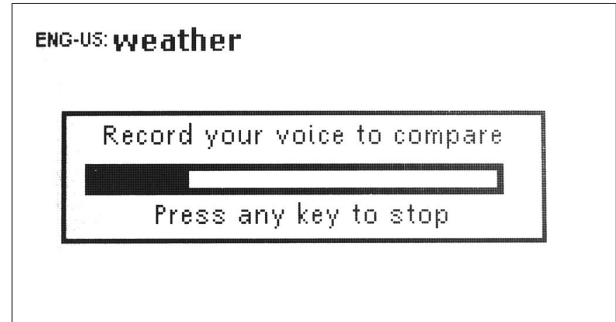 ENG-US: weather
Record your voice to compare
Press any key to stop